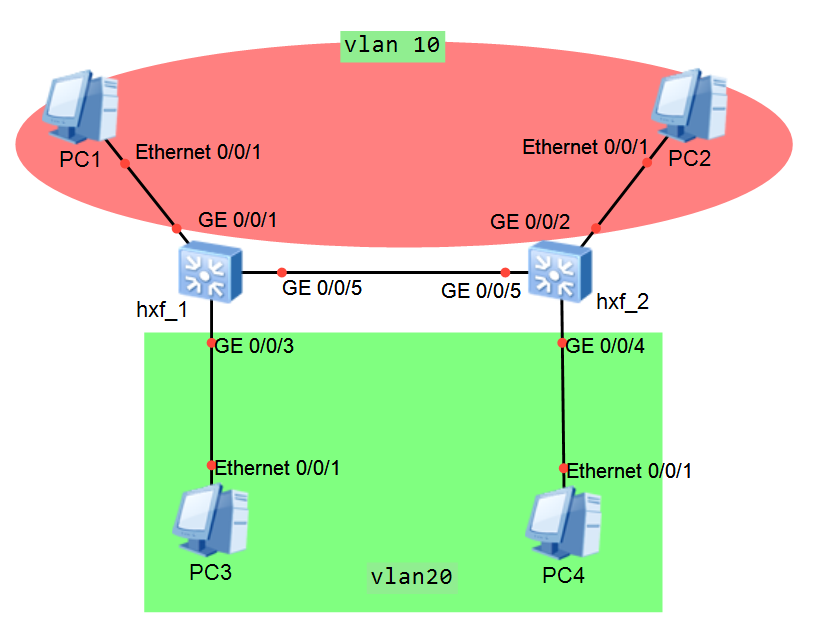 vlan 10
PC1
Ethernet 0/0/1
Ethernet 0/0/1
PC2
GE 0/0/1
GE 0/0/2
hxf_1
GE 0/0/5
GE 0/0/5
hxf_2
GE 0/0/3
GE 0/0/4
Ethernet 0/0/1
Ethernet 0/0/1
PC3
vlan20
PC4